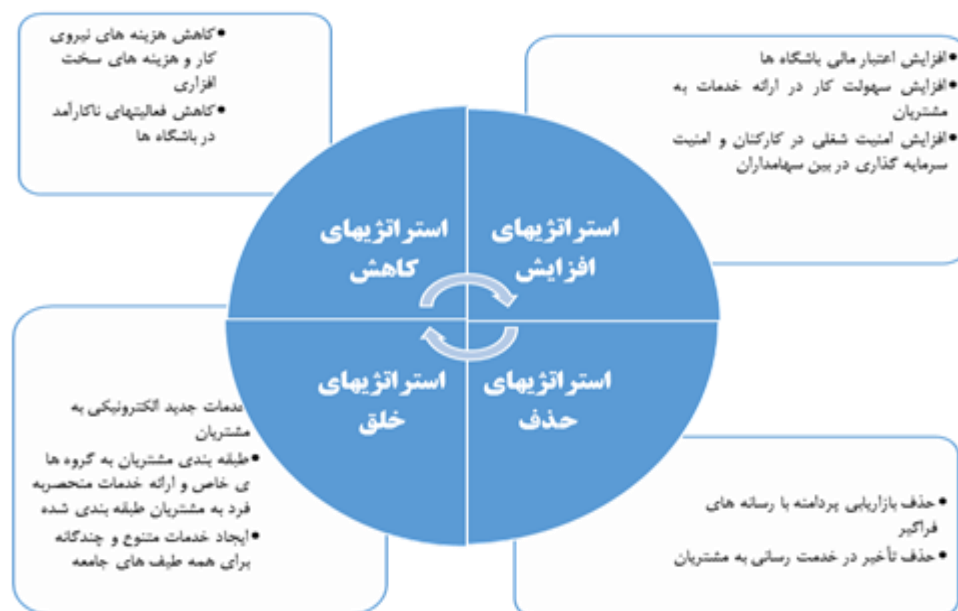 افزایش اعتبار مالی باشگاه ها
افزایش سهولت کار در ارائه خدمات به
مشتریان
افزایش امنیت شغلی در کارکنان و امنیت
سرمایه گذاری در بین سهامداران
کاهش هزینه های نیروی
کار و هزینه های سخت
افزاری
کاهش فعالیتهای ناکارآمد
در باشگاه ها
استراتژیهای
افزایش
استراتژیهای
کاهش
استراتژیهای
حذف
استراتژیهای
خلق
حذف بازاریابی پردامنه با رسانه های
فراگیر
حذف تأخیر در خدمت رسانی به مشتریان
جدید الکترونیکی به
مشتریان
طبقه بندی مشتریان به گروه ها
ی خاص و ارائه خدمات منحصربه
فرد به مشتریان طبقه بندی شده
ایجاد خدمات متنوع و چندگانه
برای همه طیف های جامعه